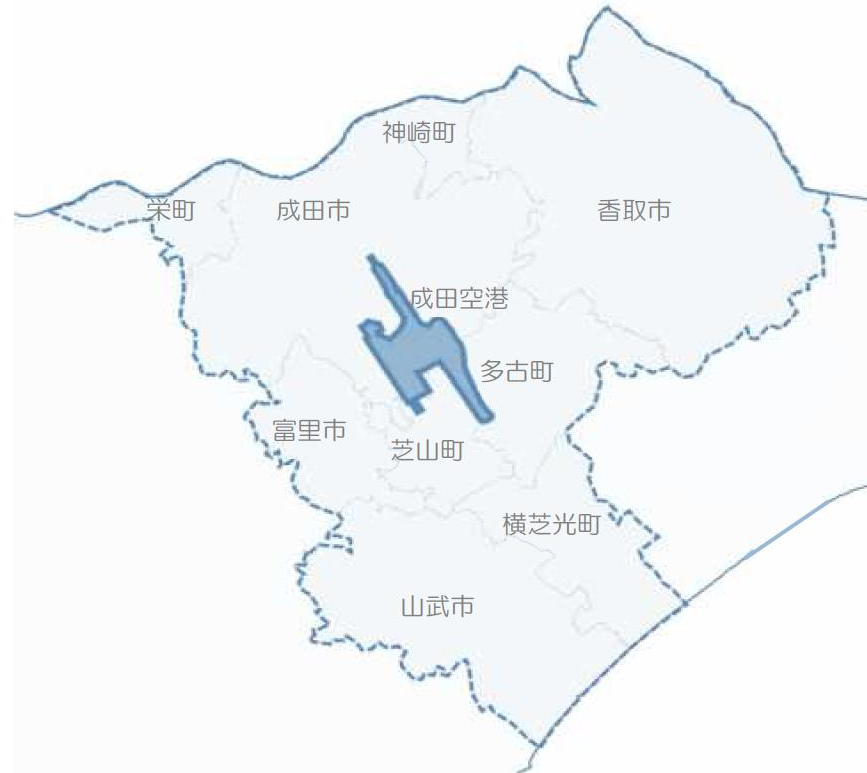 神崎町
栄町
成田市
香取市
成田空港
多古町
富里市
芝山町
横芝光町
山武市